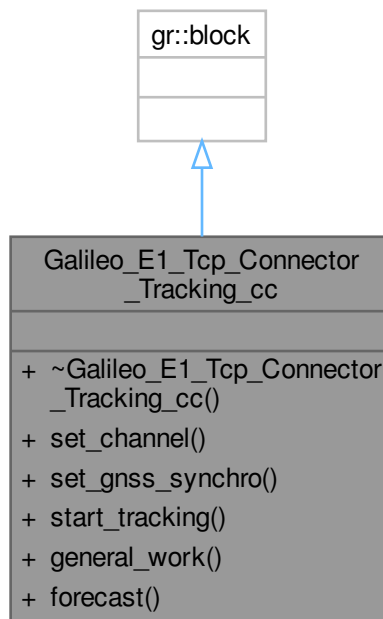 gr::block
Galileo_E1_Tcp_Connector
_Tracking_cc
+ ~Galileo_E1_Tcp_Connector
_Tracking_cc()
+ set_channel()
+ set_gnss_synchro()
+ start_tracking()
+ general_work()
+ forecast()